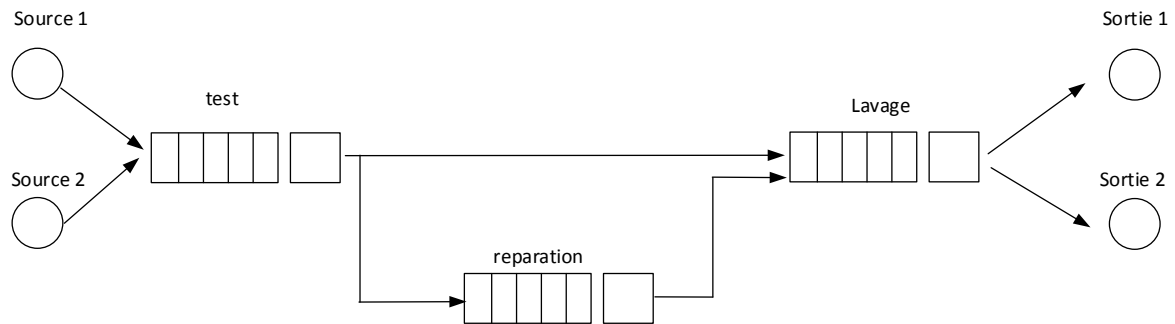 Source 1
Sortie 1
test
Lavage
Source 2
Sortie 2
reparation